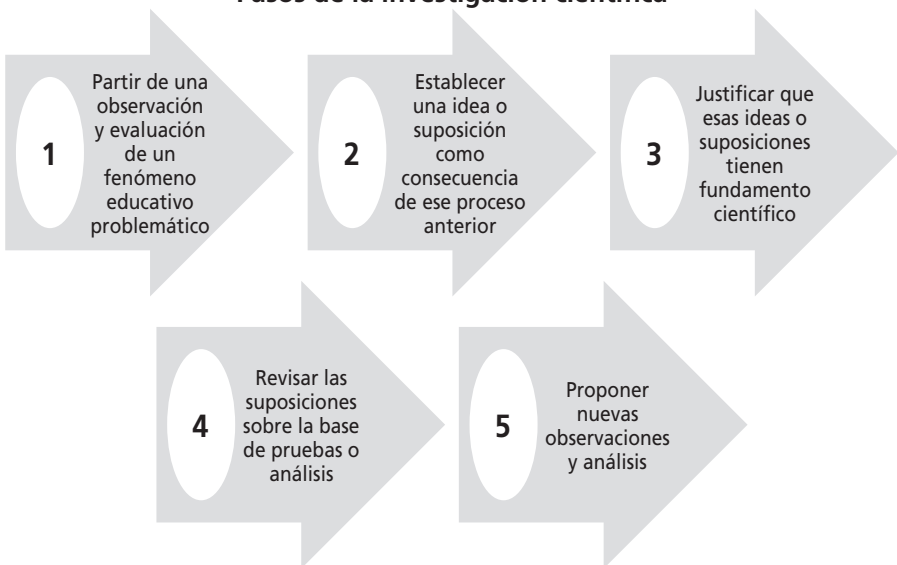 Pasos de la investigación científica
1
Partir de una
observación
y evaluación
de un
fenómeno
educativo
problemático
2
Establecer
una idea o
suposición
como
consecuencia
de ese proceso
anterior
3
Justificar que
esas ideas o
suposiciones
tienen
fundamento
científico
4
Revisar las
suposiciones
sobre la base
de pruebas o
análisis
5
Proponer
nuevas
observaciones
y análisis